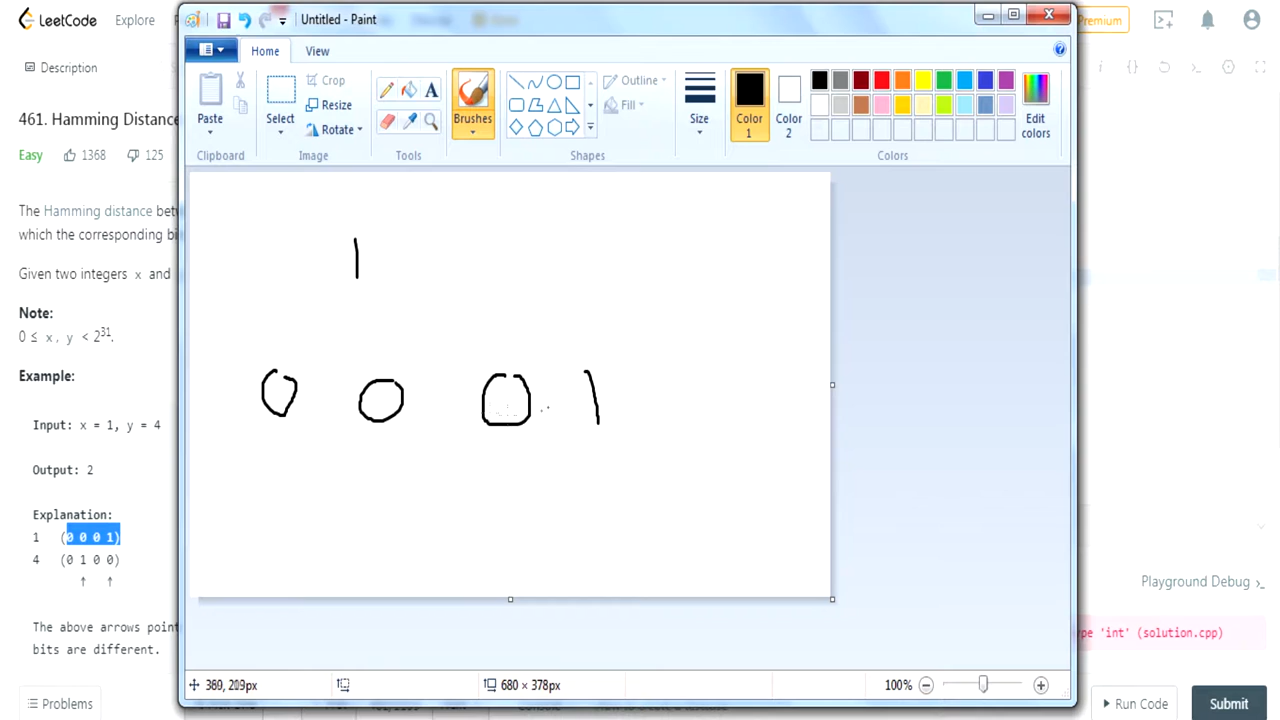 LeetCode
Explore
P
Untitled - Paint
Premium
Home
View
Description
Paste
Select
Crop
Resize
Rotate
Brushes
Outline
Fill
Size
Color 1
Color 2
Edit colors
Clipboard
Image
Tools
Shapes
Colors
461. Hamming Distance
Easy
1368
125
The Hamming distance betw
which the corresponding bi
Given two integers x and
Note:
0 ≤ x, y < 2³¹.
Example:
Input: x = 1, y = 4
Output: 2
Explanation:
1 (0 0 0 1)
4 (0 1 0 0)
↑ ↑
The above arrows point
bits are different.
1
0 0 0 1
Playground Debug
ype 'int' (solution.cpp)
680 × 378px
100%
Problems
Run Code
Submit